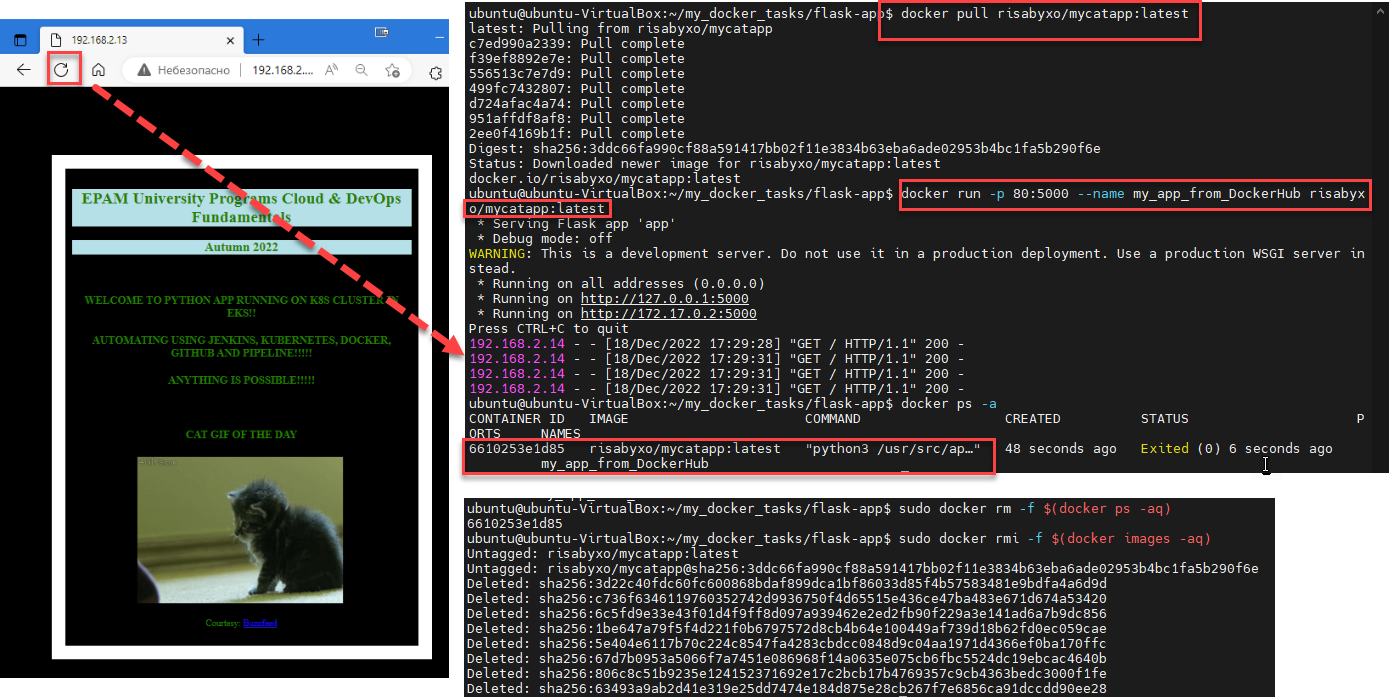 192.168.2.13
Небезопасно
192.168.2....
EPAM University Programs Cloud & DevOps
Fundamentals
Autumn 2022
WELCOME TO PYTHON APP RUNNING ON K8S CLUSTER IN
EKS!!
AUTOMATING USING JENKINS, KUBERNETES, DOCKER,
GITHUB AND PIPELINE!!!!!
ANYTHING IS POSSIBLE!!!!!
CAT GIF OF THE DAY
Courtesy: Buzzfeed
ubuntu@ubuntu-VirtualBox:~/my_docker_tasks/flask-app$ docker pull risabyxo/mycatapp:latest
latest: Pulling from risabyxo/mycatapp
c7ed990a2339: Pull complete
f39ef8892e7e: Pull complete
556513c7e7d9: Pull complete
499fc7432807: Pull complete
d724afac4a74: Pull complete
951affdf8af8: Pull complete
2ee0f4169b1f: Pull complete
Digest: sha256:3ddc66fa990cf88a591417bb02f11e3834b63eba6ade02953b4bc1fa5b290f6e
Status: Downloaded newer image for risabyxo/mycatapp:latest
docker.io/risabyxo/mycatapp:latest
ubuntu@ubuntu-VirtualBox:~/my_docker_tasks/flask-app$ docker run -p 80:5000 --name my_app_from_DockerHub risabyx
o/mycatapp:latest
* Serving Flask app 'app'
* Debug mode: off
WARNING: This is a development server. Do not use it in a production deployment. Use a production WSGI server in
stead.
* Running on all addresses (0.0.0.0)
* Running on http://127.0.0.1:5000
* Running on http://172.17.0.2:5000
Press CTRL+C to quit
192.168.2.14 - - [18/Dec/2022 17:29:28] "GET / HTTP/1.1" 200 -
192.168.2.14 - - [18/Dec/2022 17:29:31] "GET / HTTP/1.1" 200 -
192.168.2.14 - - [18/Dec/2022 17:29:31] "GET / HTTP/1.1" 200 -
192.168.2.14 - - [18/Dec/2022 17:29:31] "GET / HTTP/1.1" 200 -
ubuntu@ubuntu-VirtualBox:~/my_docker_tasks/flask-app$ docker ps -a
CONTAINER ID IMAGE COMMAND CREATED STATUS P
ORTS NAMES
6610253e1d85 risabyxo/mycatapp:latest "python3 /usr/src/ap…" 48 seconds ago Exited (0) 6 seconds ago
my_app_from_DockerHub
ubuntu@ubuntu-VirtualBox:~/my_docker_tasks/flask-app$ sudo docker rm -f $(docker ps -aq)
6610253e1d85
ubuntu@ubuntu-VirtualBox:~/my_docker_tasks/flask-app$ sudo docker rmi -f $(docker images -aq)
Untagged: risabyxo/mycatapp:latest
Untagged: risabyxo/mycatapp@sha256:3ddc66fa990cf88a591417bb02f11e3834b63eba6ade02953b4bc1fa5b290f6e
Deleted: sha256:3d22c40fdc60fc600868bdaf899dca1bf86033d85f4b57583481e9bdfa4a6d9d
Deleted: sha256:c736f6346119760352742d9936750f4d65515e436ce47ba483e671d674a53420
Deleted: sha256:6c5fd9e33e43f01d4f9ff8d097a939462e2ed2fb90f229a3e141ad6a7b9dc856
Deleted: sha256:1be647a79f5f4d221f0b6797572d8cb4b64e100449af739d18b62fd0ec059cae
Deleted: sha256:5e404e6117b70c224c8547fa4283cbdcc0848d9c04aa1971d4366ef0ba170ffc
Deleted: sha256:67d7b0953a5066f7a7451e086968f14a0635e075cb6fbc5524dc19ebcac4640b
Deleted: sha256:806c8c51b9235e124152371692e17c2bcb17b4769357c9cb4363bedc3000f1fe
Deleted: sha256:63493a9ab2d41e319e25dd7474e184d875e28cb267f7e6856ca91dccdd90ee28